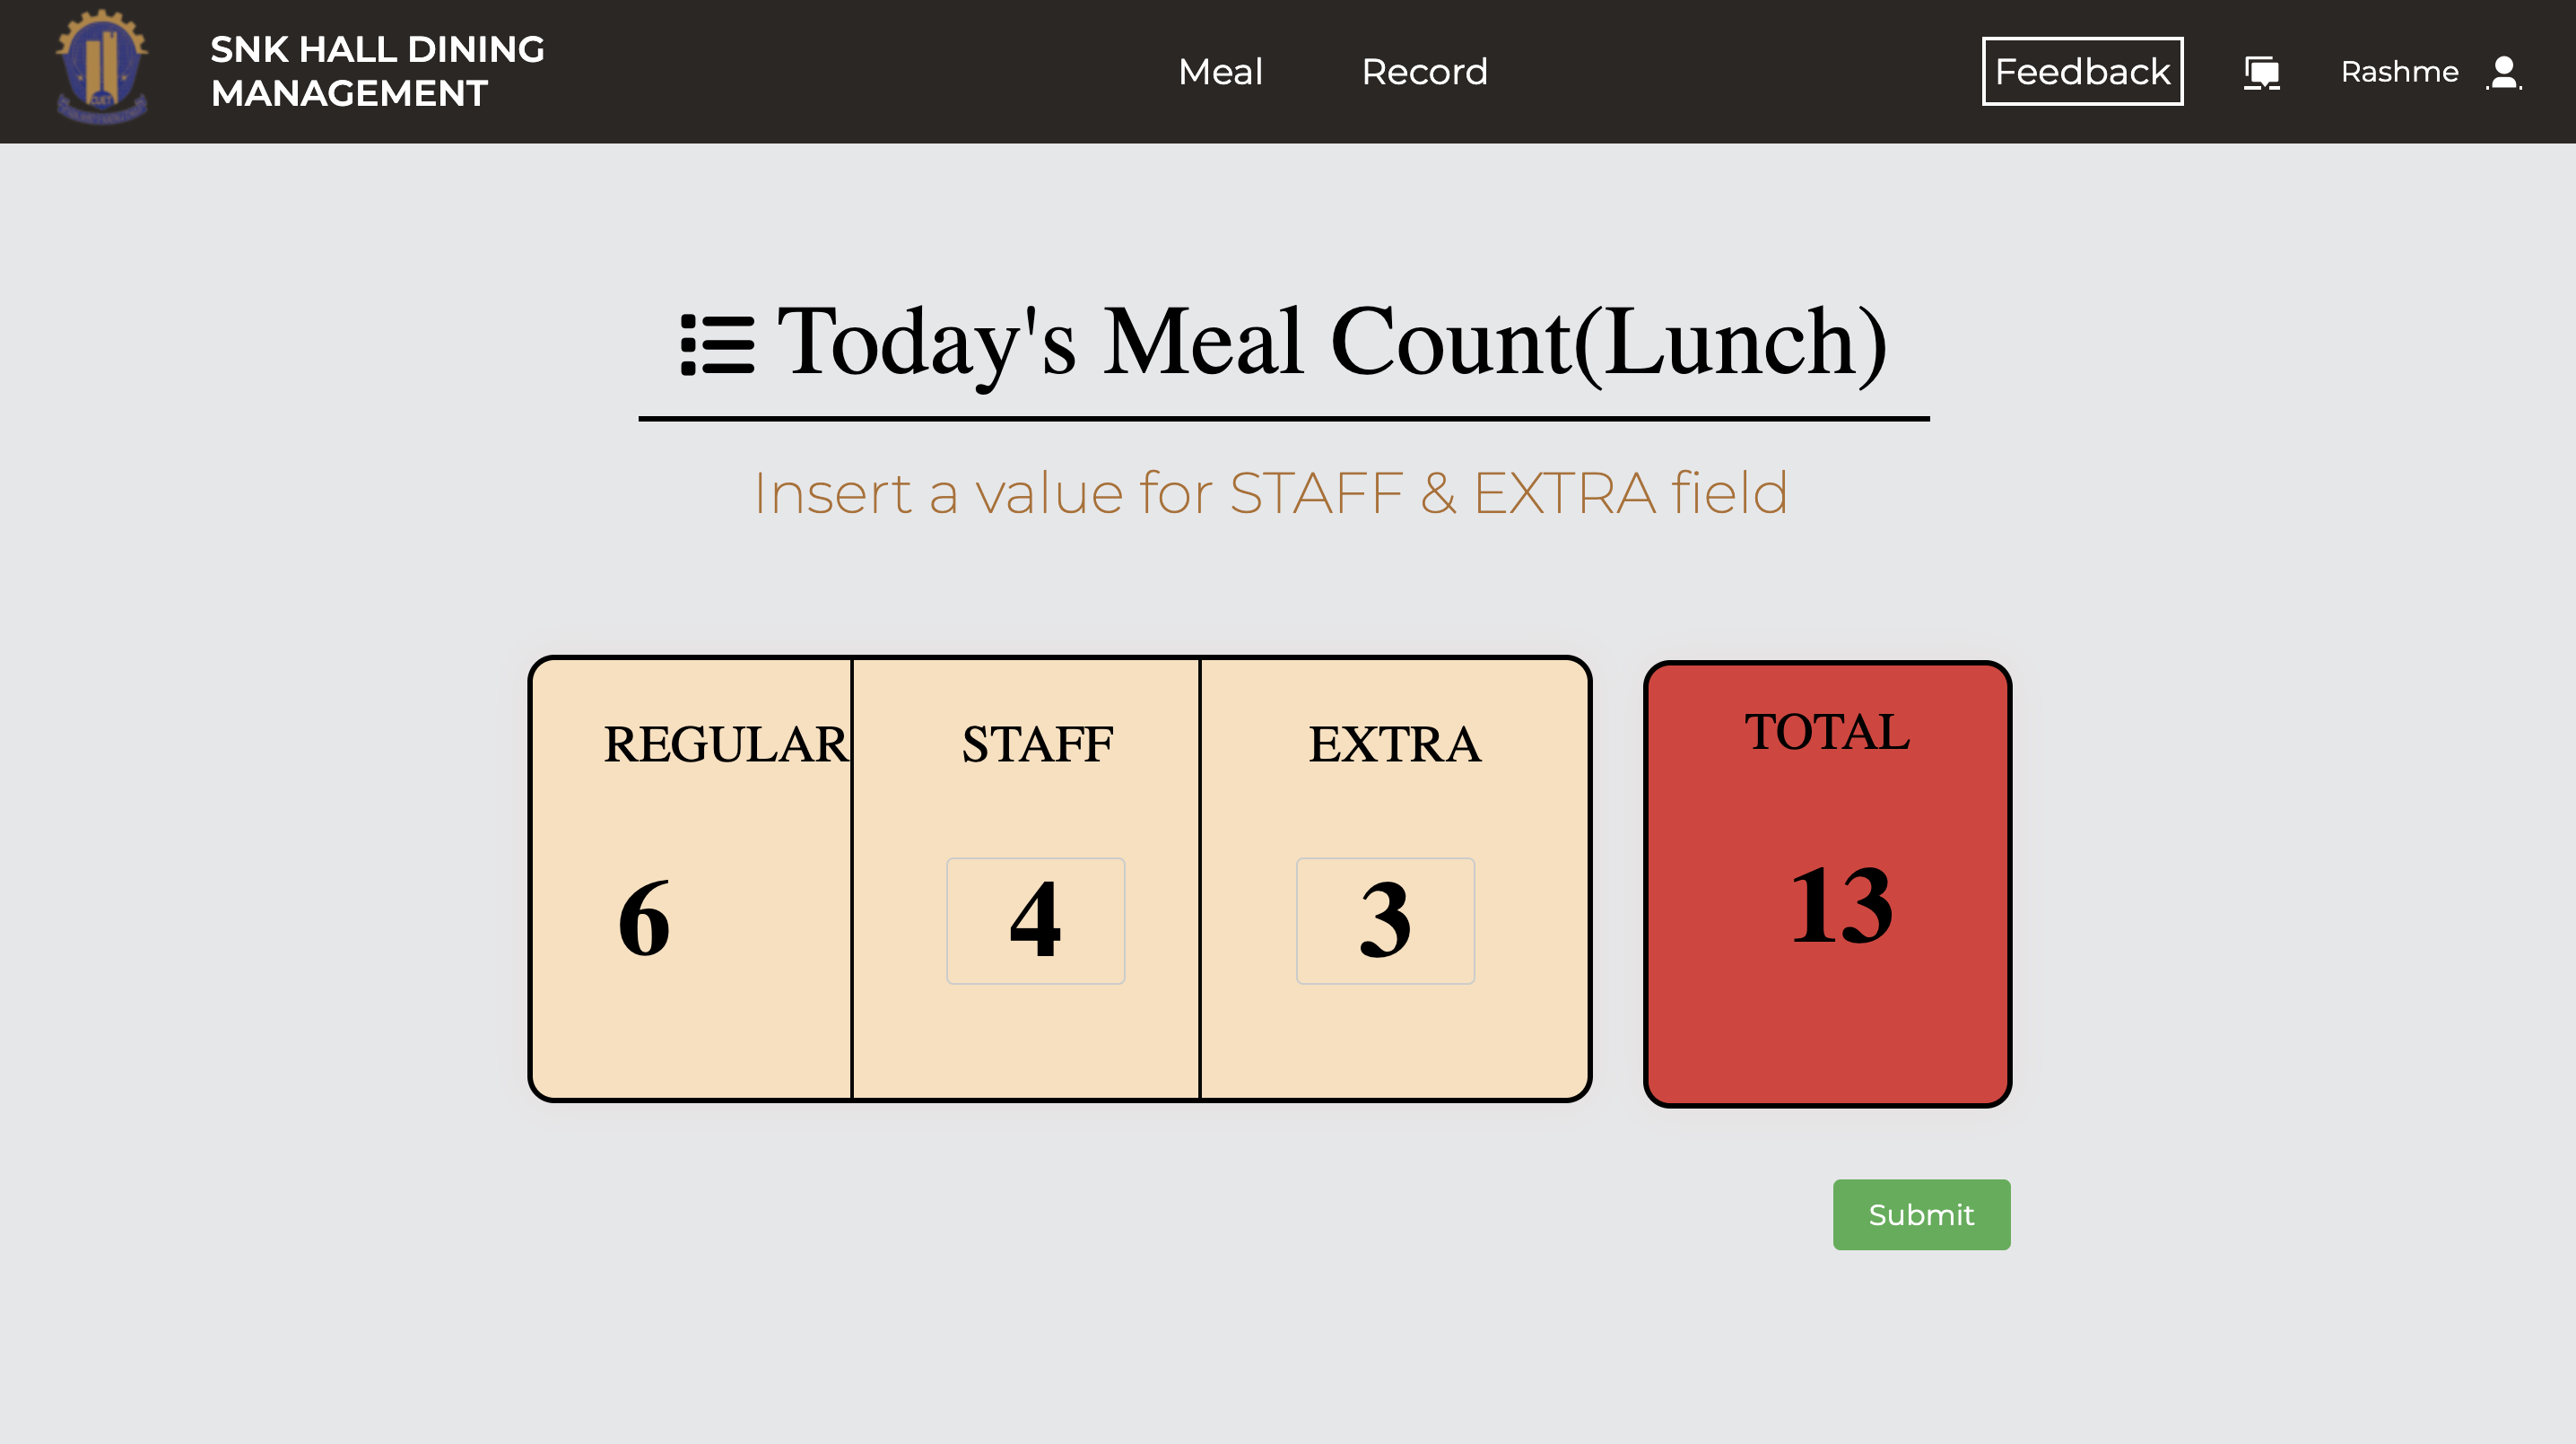 SNK HALL DINING
MANAGEMENT
Meal
Record
Feedback
Rashme
Today's Meal Count(Lunch)
Insert a value for STAFF & EXTRA field
REGULAR
STAFF
EXTRA
TOTAL
6
4
3
13
Submit